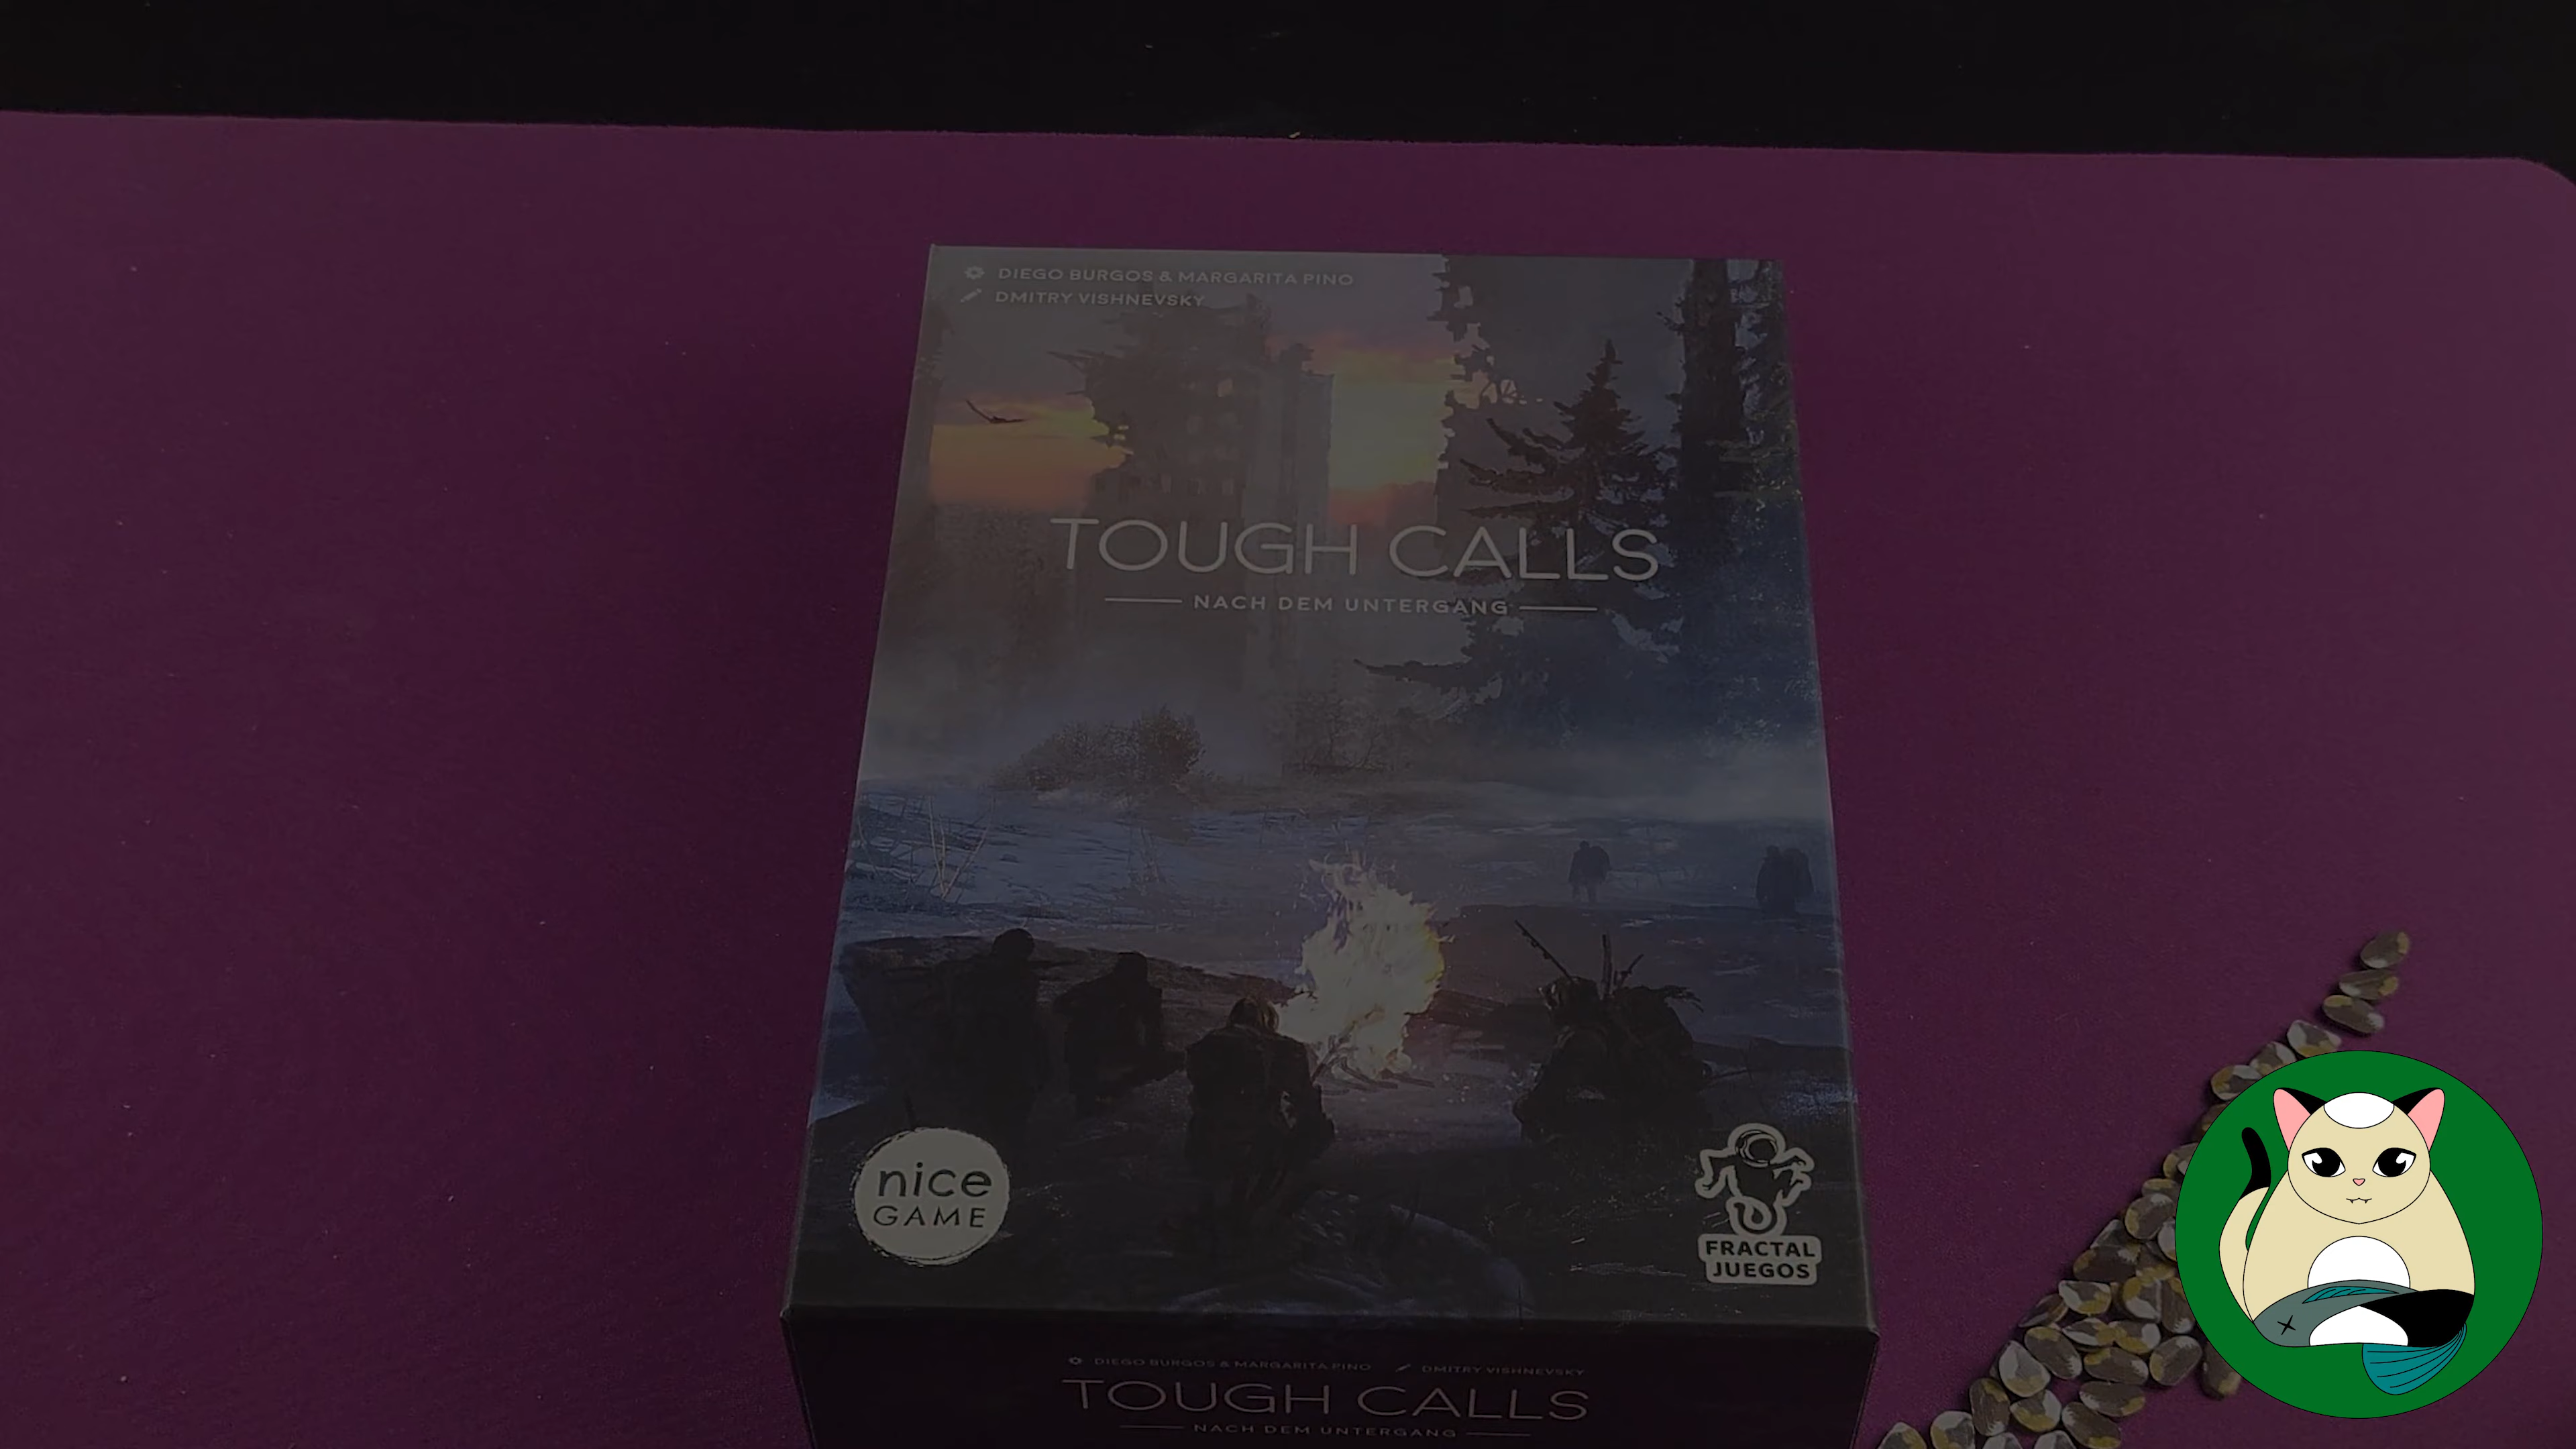 DIEGO BURGOS & MARGARITA PINO
DMITRY VISHNEVSKY
TOUGH CALLS
NACH DEM UNTERGANG
nice
GAME
FRACTAL
JUEGOS
DIEGO BURGOS & MARGARITA PINO DMITRY VISHNEVSKY
TOUGH CALLS
NACH DEM UNTERGANG